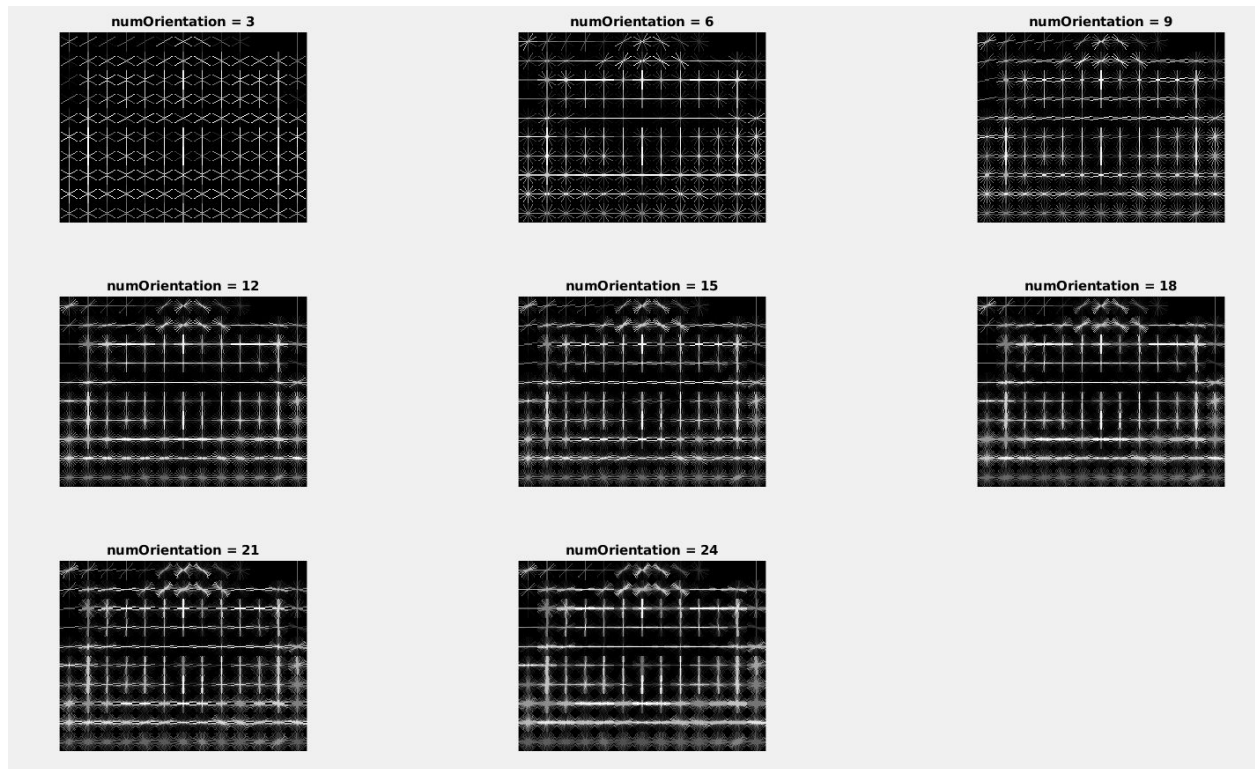 numOrientation = 3
numOrientation = 6
numOrientation = 9
numOrientation = 12
numOrientation = 15
numOrientation = 18
numOrientation = 21
numOrientation = 24